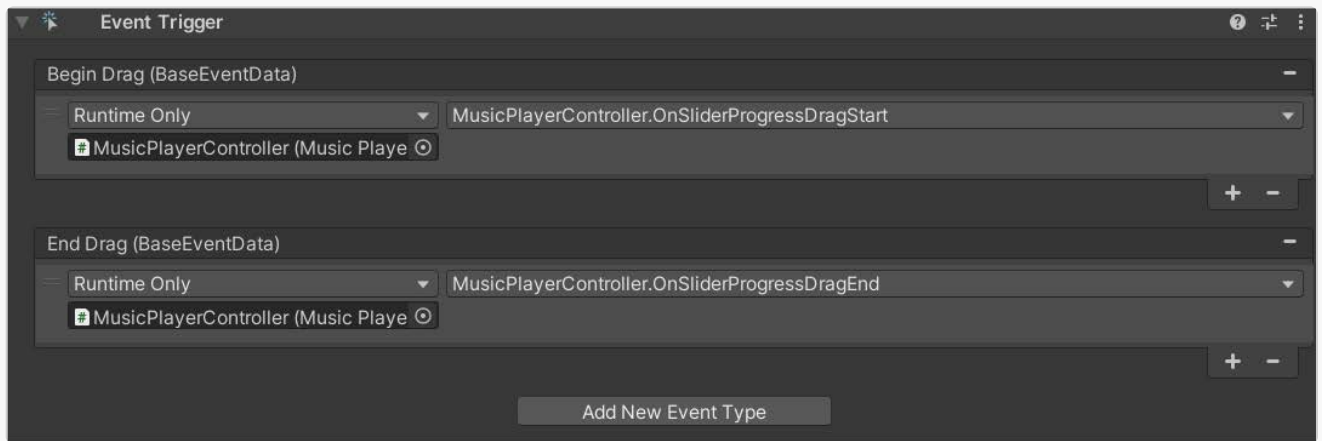 Event Trigger
Begin Drag (BaseEventData)
Runtime Only MusicPlayerController.OnSliderProgressDragStart
MusicPlayerController (Music Playe
End Drag (BaseEventData)
Runtime Only MusicPlayerController.OnSliderProgressDragEnd
MusicPlayerController (Music Playe
Add New Event Type